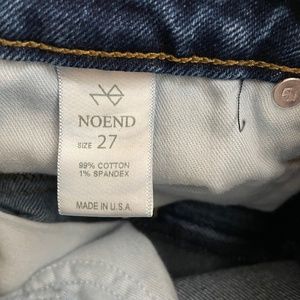 NOEND
SIZE 27
99% COTTON
1% SPANDEX
MADE IN U.S.A.